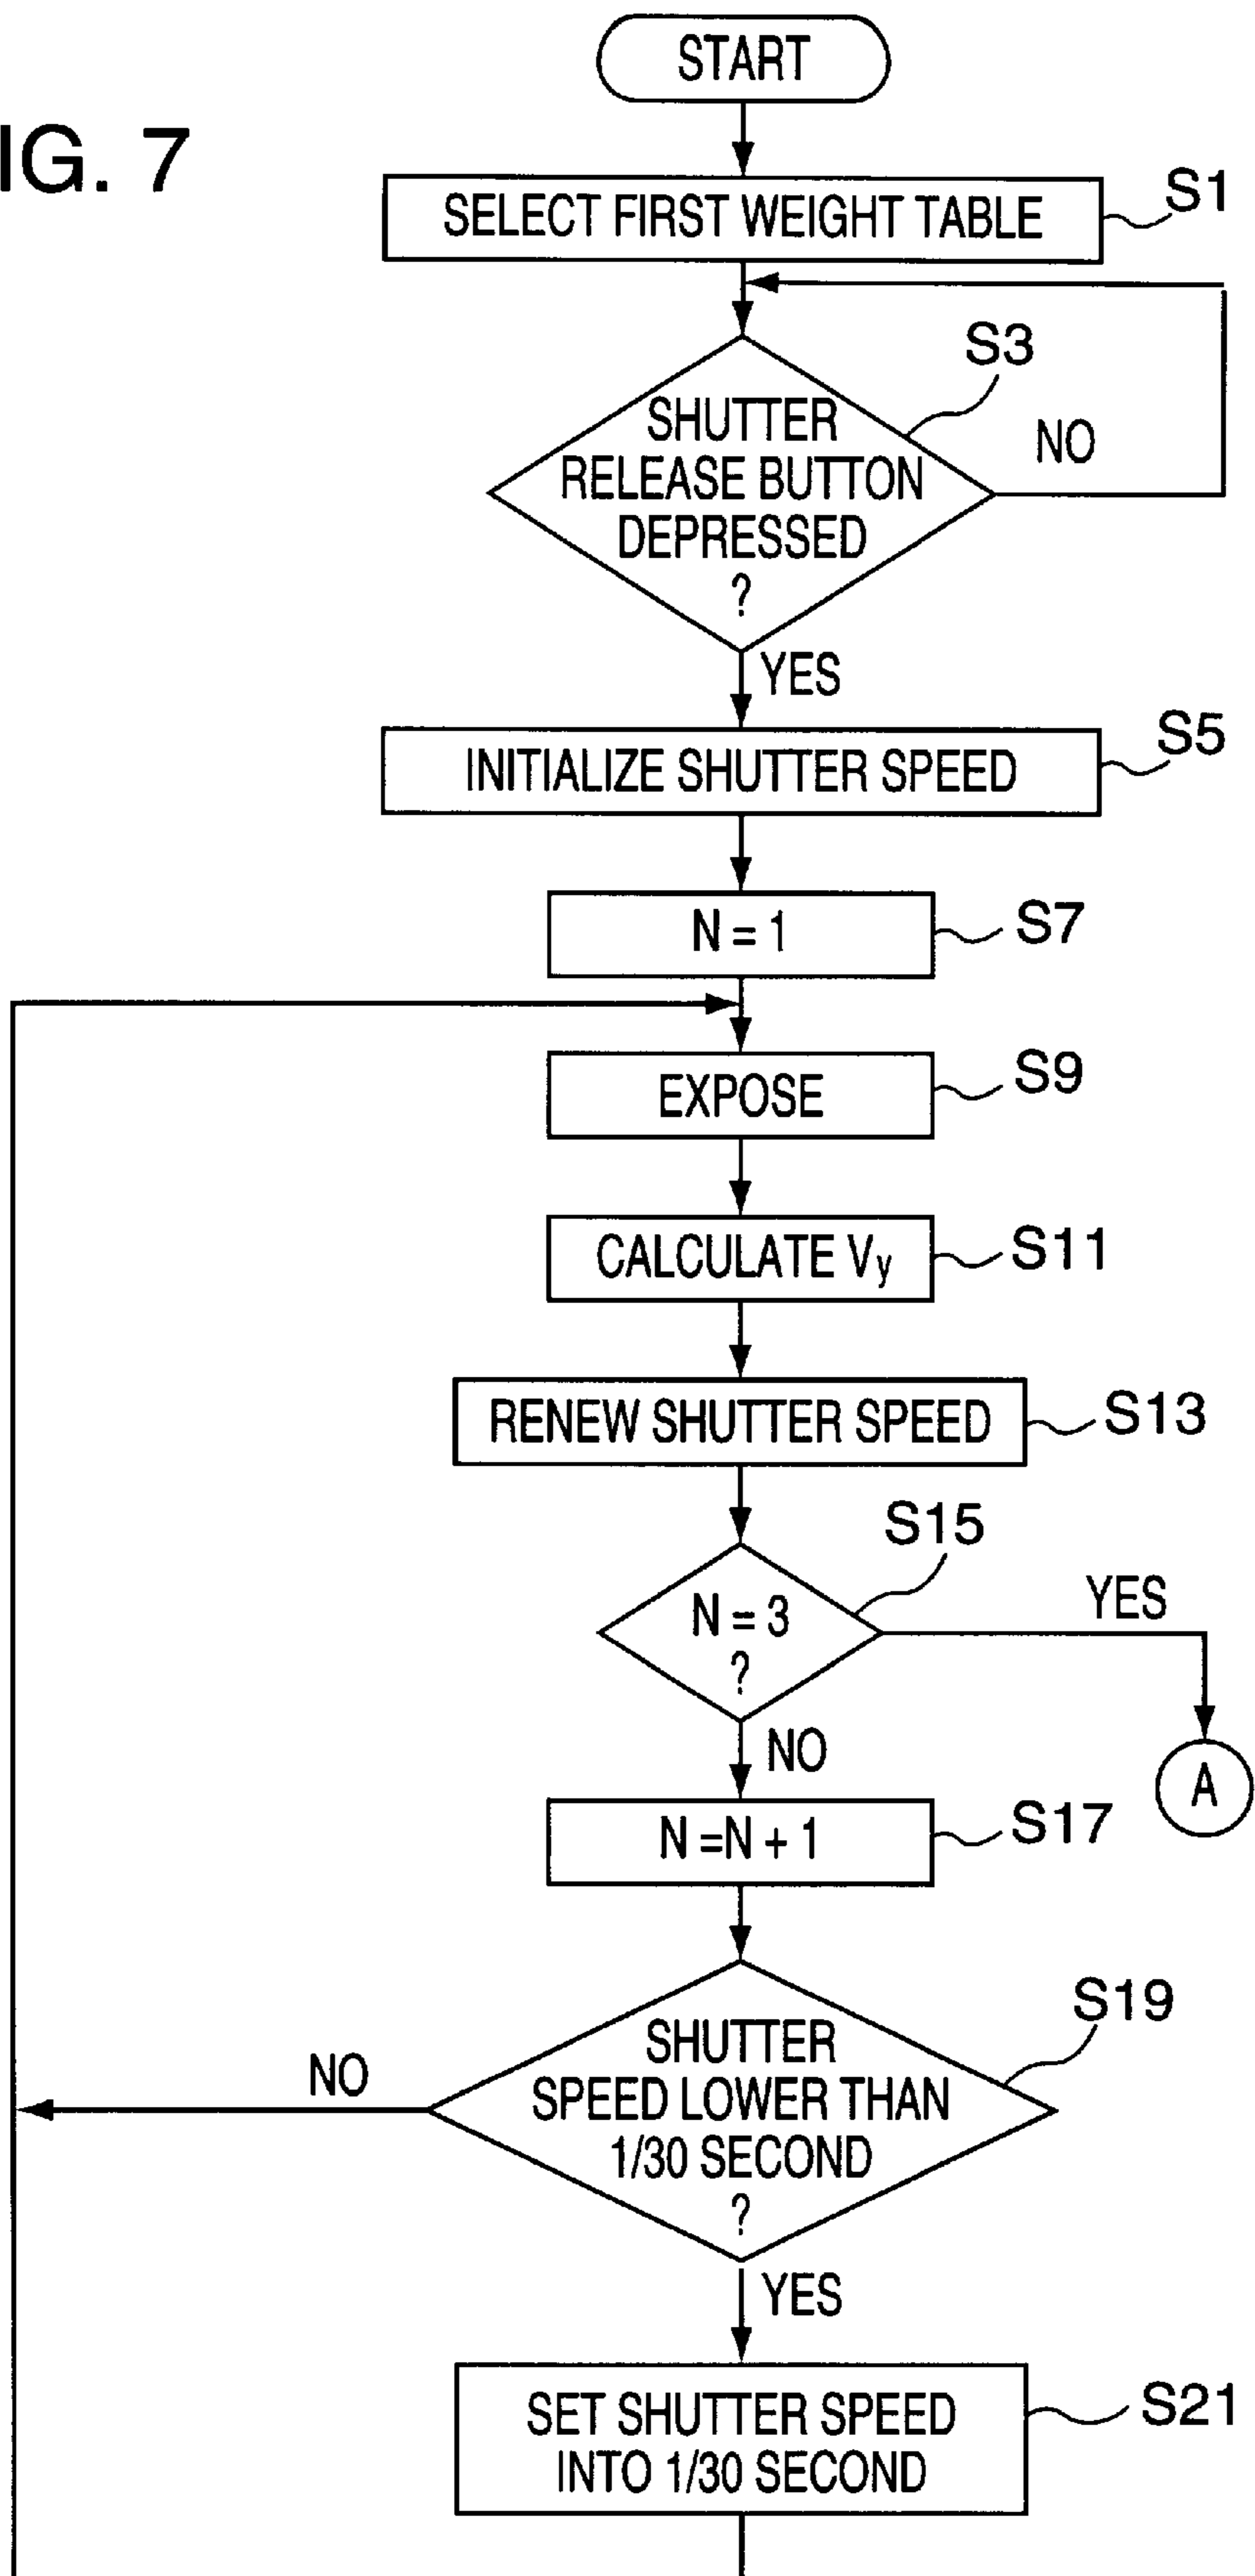 IG. 7
START
SELECT FIRST WEIGHT TABLE
S1
S3
SHUTTER
RELEASE BUTTON
DEPRESSED
?
NO
YES
INITIALIZE SHUTTER SPEED
S5
N = 1
S7
EXPOSE
S9
CALCULATE Vy
S11
RENEW SHUTTER SPEED
S13
S15
N = 3
?
YES
NO
A
N =N + 1
S17
S19
SHUTTER
SPEED LOWER THAN
1/30 SECOND
?
NO
YES
SET SHUTTER SPEED
INTO 1/30 SECOND
S21